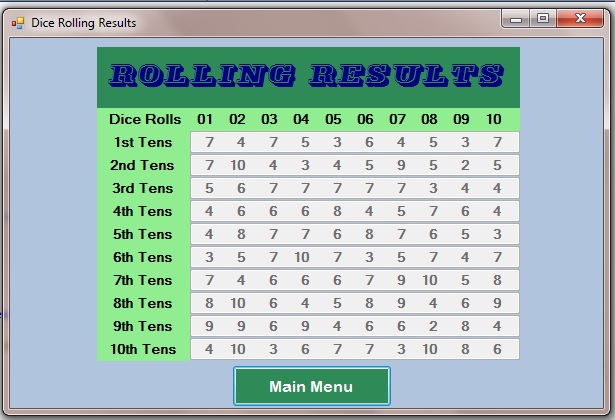 Dice Rolling Results
ROLLING RESULTS
Dice Rolls 01 02 03 04 05 06 07 08 09 10
1st Tens 7 4 7 5 3 6 4 5 3 7
2nd Tens 7 10 4 3 4 5 9 5 2 5
3rd Tens 5 6 7 7 7 7 7 3 4 4
4th Tens 4 6 6 6 8 4 5 7 6 4
5th Tens 4 8 7 7 6 8 7 6 5 3
6th Tens 3 5 7 10 7 3 5 7 4 7
7th Tens 7 4 6 6 6 7 9 10 5 8
8th Tens 8 10 6 4 5 8 9 4 6 9
9th Tens 9 9 6 9 4 6 6 2 8 4
10th Tens 4 10 3 6 7 7 3 10 8 6
Main Menu